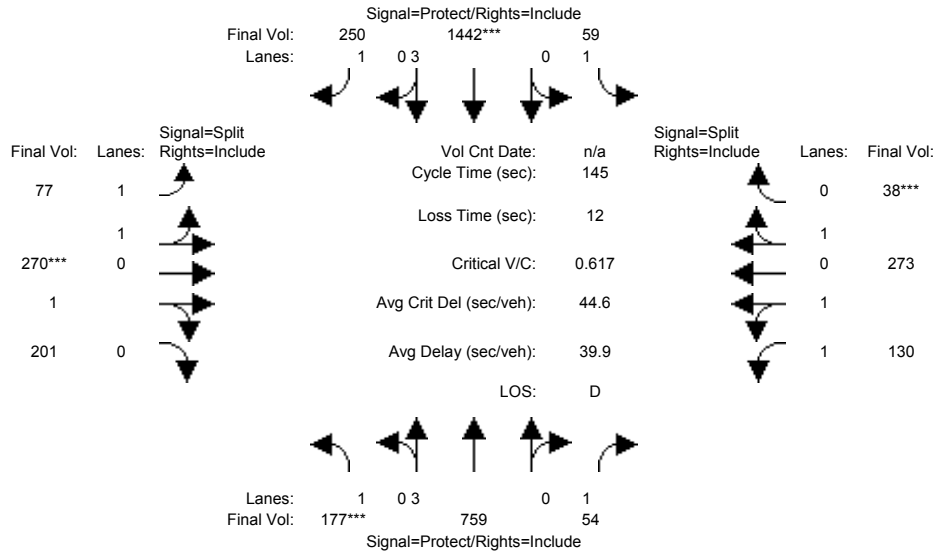 Signal=Protect/Rights=Include
Final Vol: 250 1442*** 59
Lanes: 1 0 3 0 1
Signal=Split Signal=Split
Final Vol: Lanes: Rights=Include Vol Cnt Date: n/a Rights=Include Lanes: Final Vol:
Cycle Time (sec): 145
77 1 0 38***
Loss Time (sec): 12
1 1
270*** 0 Critical V/C: 0.617 0 273
1 Avg Crit Del (sec/veh): 44.6 1
201 0 Avg Delay (sec/veh): 39.9 1 130
LOS: D
Lanes: 1 0 3 0 1
Final Vol: 177*** 759 54
Signal=Protect/Rights=Include